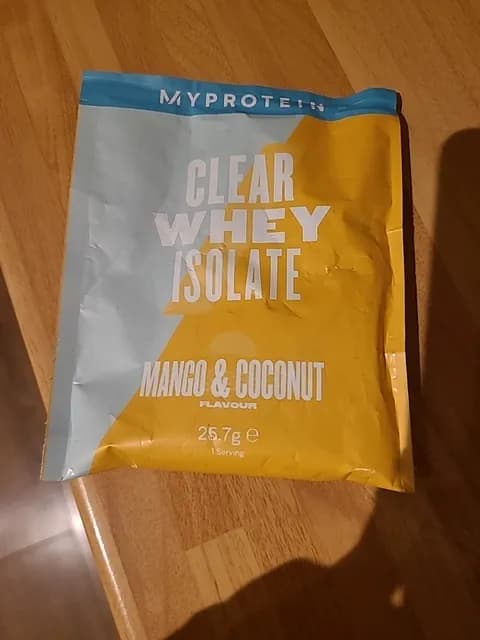 MYPROTEIN
CLEAR
WHEY
ISOLATE
MANGO & COCONUT
FLAVOUR
25.7g ℮
1 Serving